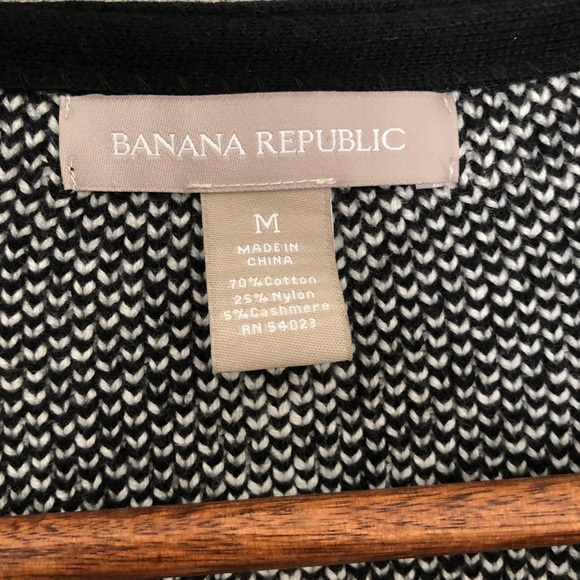 BANANA REPUBLIC
M
MADE IN
CHINA
70% Cotton
25% Nylon
5% Cashmere
RN 54023